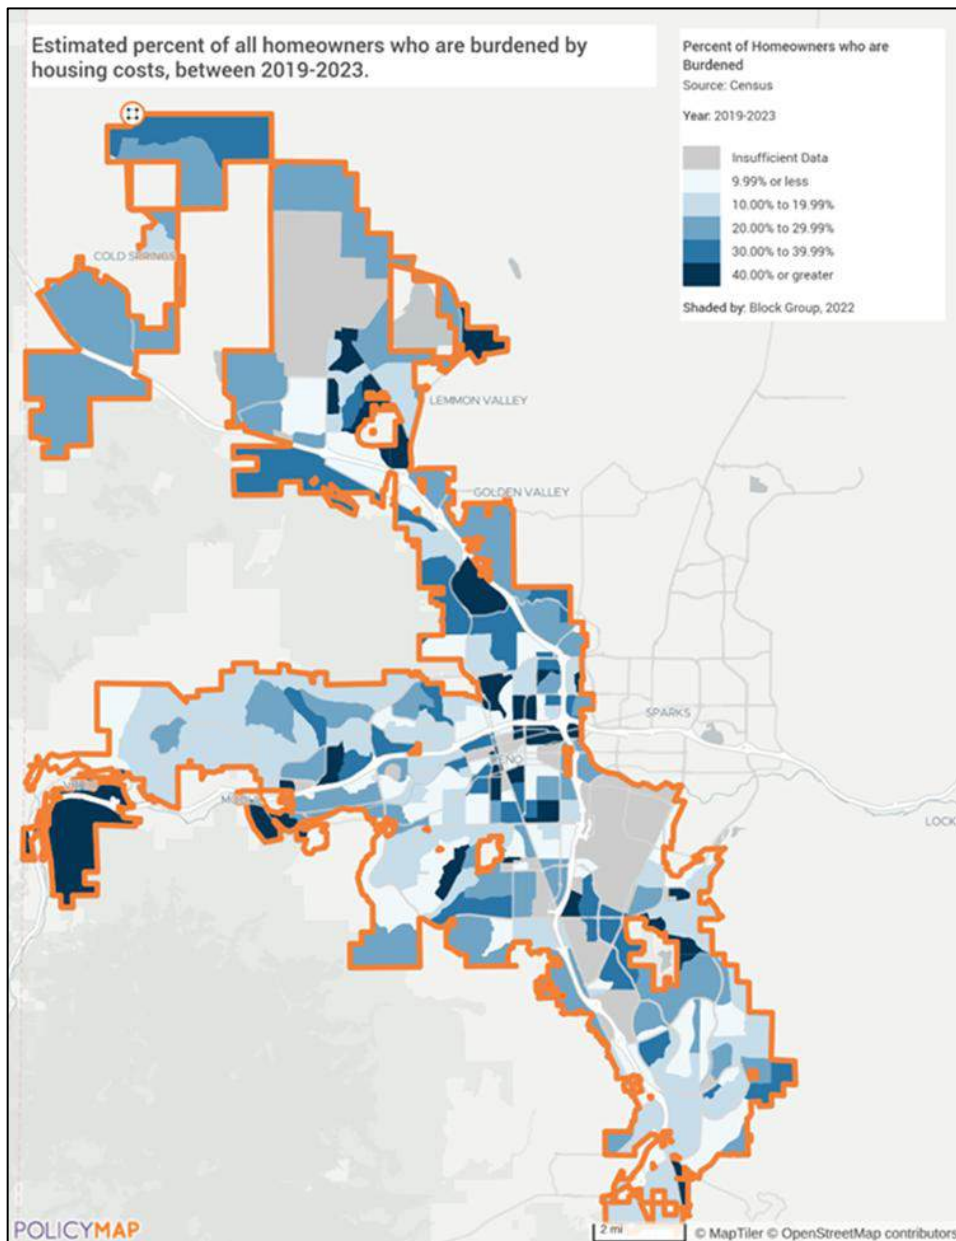 Estimated percent of all homeowners who are burdened by
housing costs, between 2019-2023.
Percent of Homeowners who are
Burdened
Source: Census
Year: 2019-2023
Insufficient Data
9.99% or less
10.00% to 19.99%
20.00% to 29.99%
30.00% to 39.99%
40.00% or greater
Shaded by: Block Group, 2022
COLD SPRINGS
LEMMON VALLEY
GOLDEN VALLEY
SPARKS
LOCK
2 mi
POLICYMAP
© MapTiler © OpenStreetMap contributors